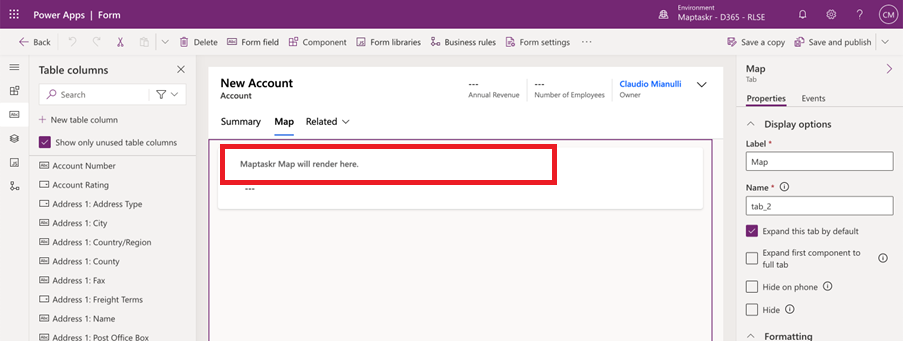 Power Apps | Form
Environment
Maptaskr - D365 - RLSE
CM
Back
Delete
Form field
Component
Form libraries
Business rules
Form settings
Save a copy
Save and publish
Table columns
Search
New table column
Show only unused table columns
Account Number
Account Rating
Address 1: Address Type
Address 1: City
Address 1: Country/Region
Address 1: County
Address 1: Fax
Address 1: Freight Terms
Address 1: Name
Address 1: Post Office Box
New Account
Account
---
Annual Revenue
---
Number of Employees
Claudio Mianulli
Owner
Summary
Map
Related
Maptaskr Map will render here.
---
Map
Tab
Properties
Events
Display options
Label *
Map
Name *
tab_2
Expand this tab by default
Expand first component to
full tab
Hide on phone
Hide
Formatting